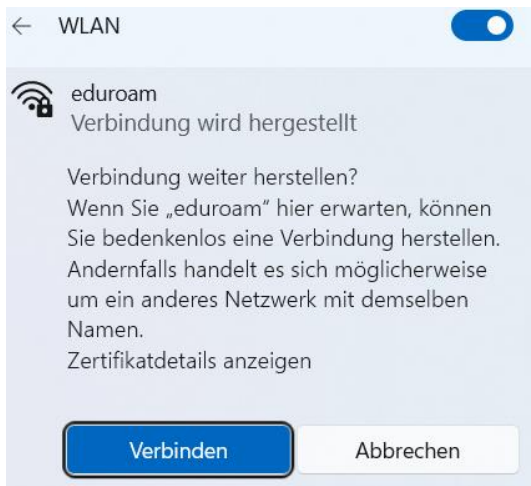 WLAN
eduroam
Verbindung wird hergestellt
Verbindung weiter herstellen?
Wenn Sie „eduroam“ hier erwarten, können
Sie bedenkenlos eine Verbindung herstellen.
Andernfalls handelt es sich möglicherweise
um ein anderes Netzwerk mit demselben
Namen.
Zertifikatdetails anzeigen
Verbinden Abbrechen